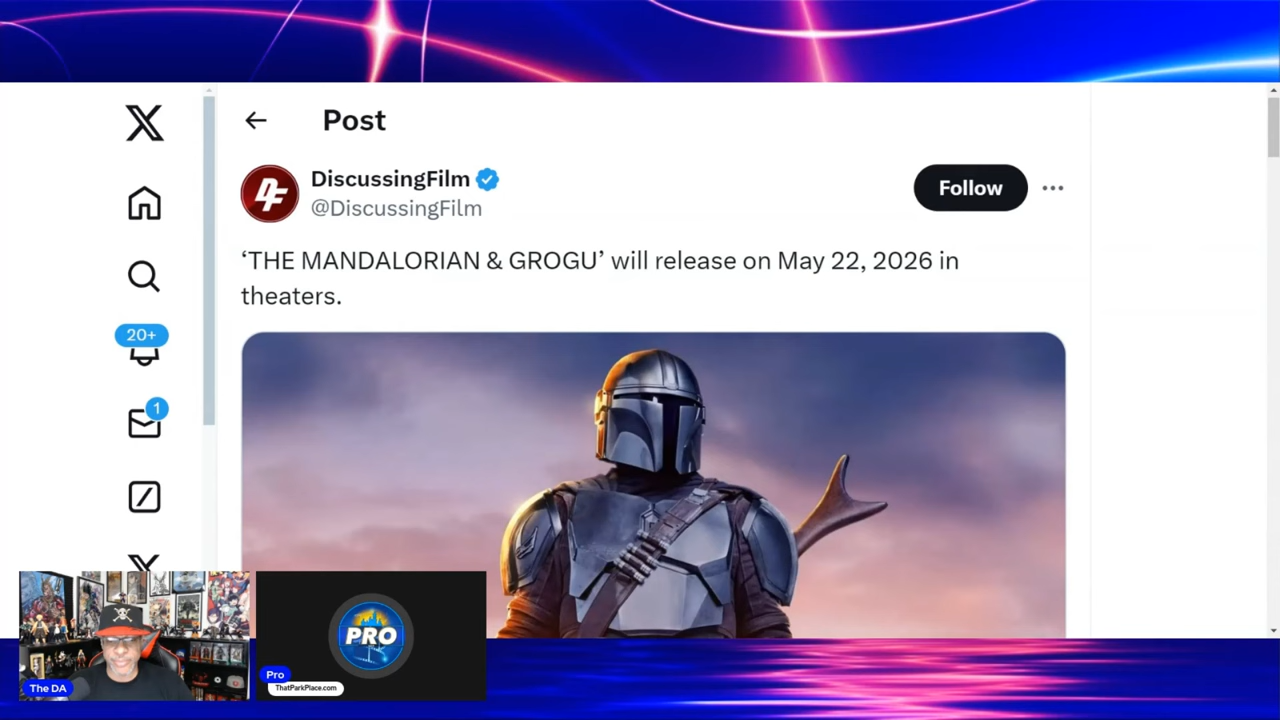 Post
DiscussingFilm
@DiscussingFilm
Follow
‘THE MANDALORIAN & GROGU’ will release on May 22, 2026 in
theaters.
20+
1
The DA
PRO
Pro
ThatParkPlace.com